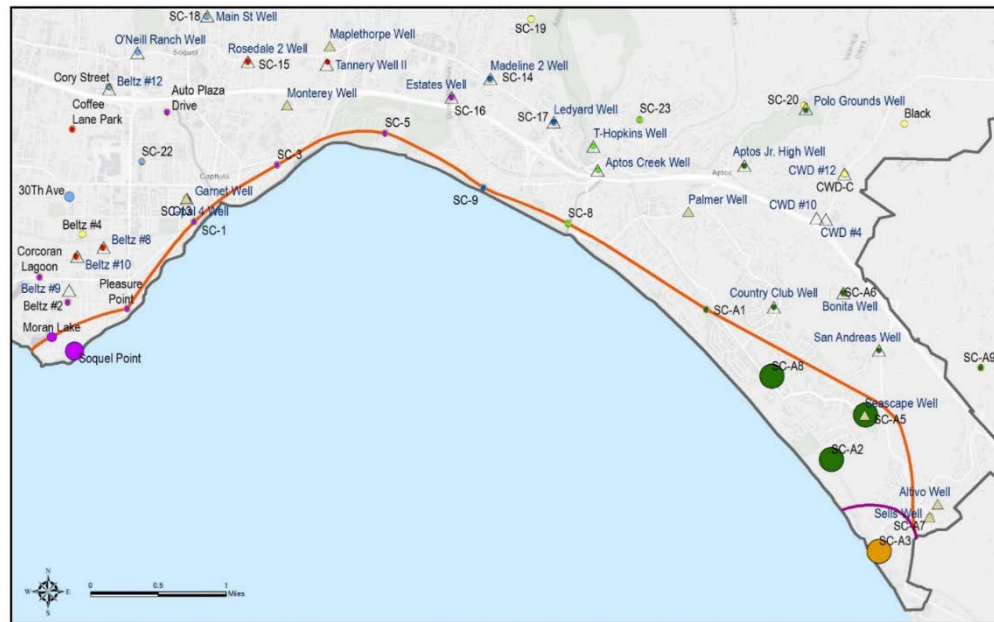 SC-18
Main St Well
SC-19
O'Neill Ranch Well
Soquel
Maplethorpe Well
Rosedale 2 Well
SC-15
Tannery Well II
Madeline 2 Well
SC-14
Cory Street
Beltz #12
Estates Well
SC-16
Auto Plaza
Drive
Monterey Well
Coffee
Lane Park
SC-17
Ledyard Well
SC-23
SC-20
Polo Grounds Well
Black
SC-5
T-Hopkins Well
SC-22
SC-3
Capitola
Aptos Creek Well
Aptos
Aptos Jr. High Well
CWD #12
CWD-C
30Th Ave
Garnet Well
SC-9
Palmer Well
CWD #10
SC-1
SC-8
CWD #4
Beltz #4
Beltz #8
Corcoran
Lagoon
Beltz #10
Beltz #9
Beltz #2
Pleasure
Point
Country Club Well
SC-A6
Bonita Well
SC-A1
Moran Lake
Soquel Point
San Andreas Well
SC-A9
SC-A8
Seascape Well
SC-A5
SC-A2
Altivo Well
Sells Well
SC-A7
SC-A3
N
W
E
S
0
0.5
1
Miles